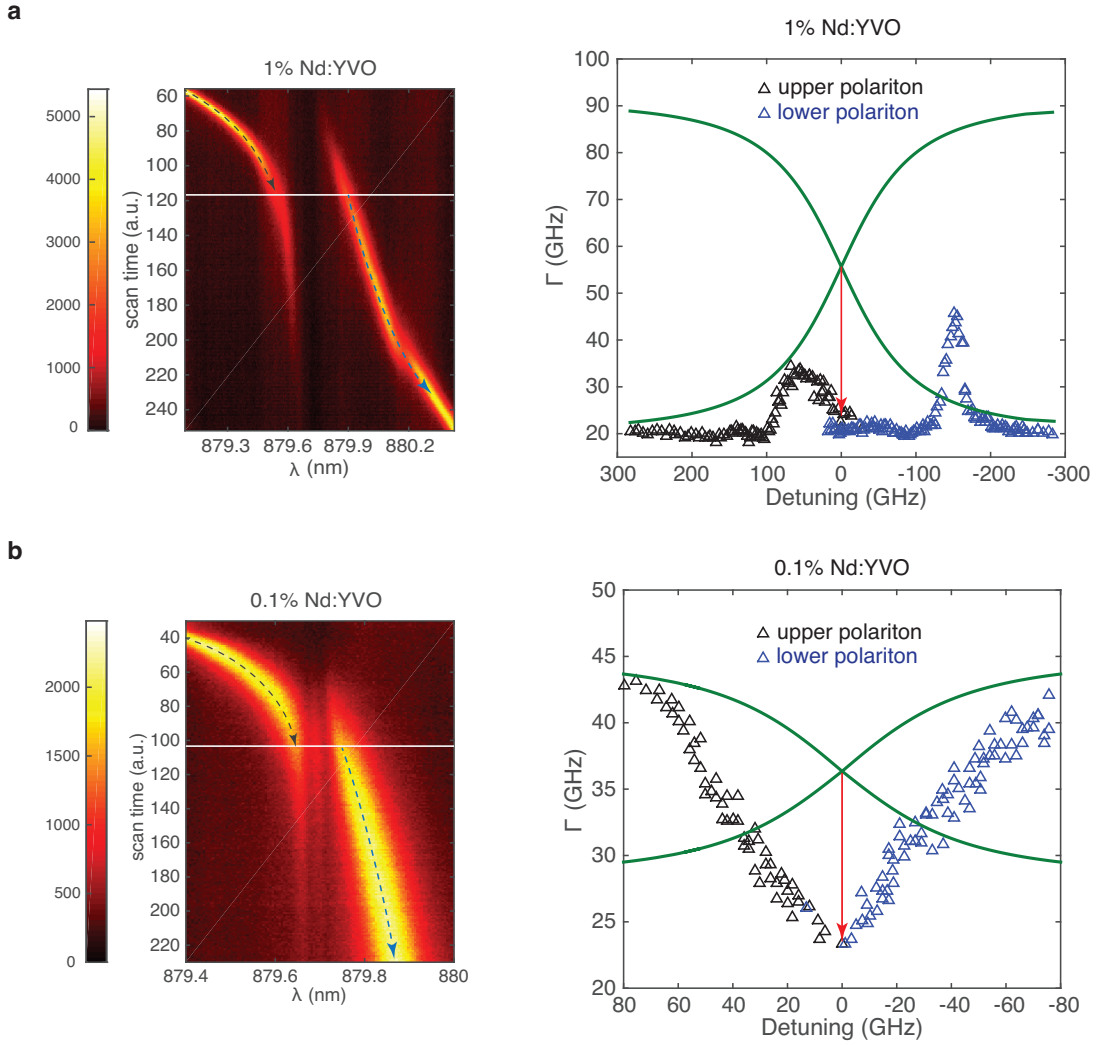 a
1% Nd:YVO
5000
4000
3000
2000
1000
0
scan time (a.u.)
60
80
100
120
140
160
180
200
220
240
879.3 879.6 879.9 880.2
λ (nm)
1% Nd:YVO
△ upper polariton
△ lower polariton
Γ (GHz)
100
90
80
70
60
50
40
30
20
300 200 100 0 -100 -200 -300
Detuning (GHz)
b
0.1% Nd:YVO
2000
1500
1000
500
0
scan time (a.u.)
40
60
80
100
120
140
160
180
200
220
879.4 879.6 879.8 880
λ (nm)
0.1% Nd:YVO
△ upper polariton
△ lower polariton
Γ (GHz)
50
45
40
35
30
25
20
80 60 40 20 0 -20 -40 -60 -80
Detuning (GHz)